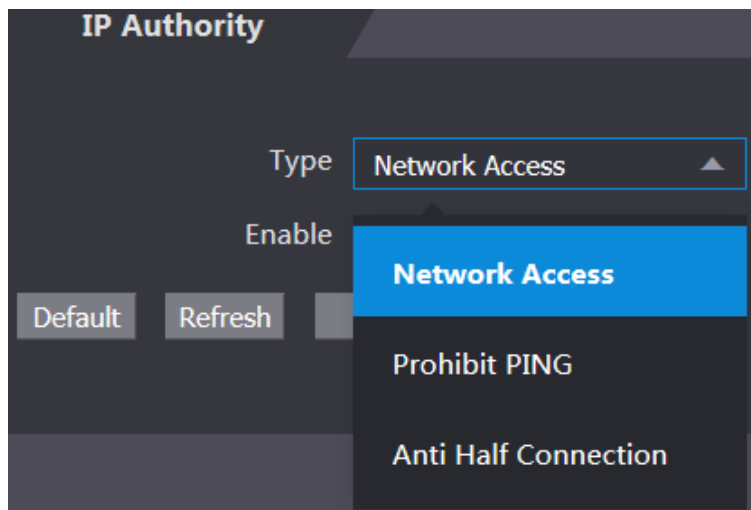 IP Authority
Type Network Access
Enable
Network Access
Default Refresh
Prohibit PING
Anti Half Connection